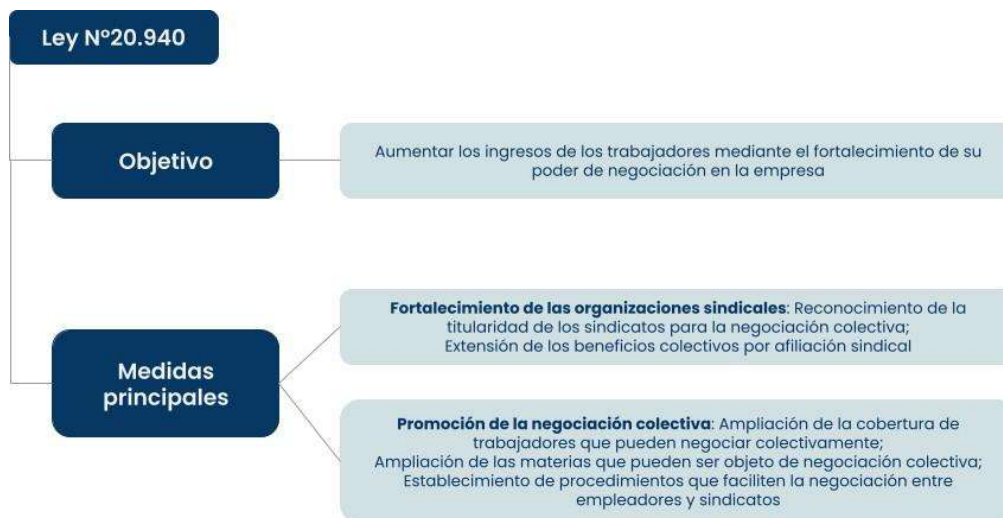 Ley N°20.940
Objetivo
Aumentar los ingresos de los trabajadores mediante el fortalecimiento de su
poder de negociación en la empresa
Medidas
principales
Fortalecimiento de las organizaciones sindicales: Reconocimiento de la
titularidad de los sindicatos para la negociación colectiva;
Extensión de los beneficios colectivos por afiliación sindical
Promoción de la negociación colectiva: Ampliación de la cobertura de
trabajadores que pueden negociar colectivamente;
Ampliación de las materias que pueden ser objeto de negociación colectiva;
Establecimiento de procedimientos que faciliten la negociación entre
empleadores y sindicatos